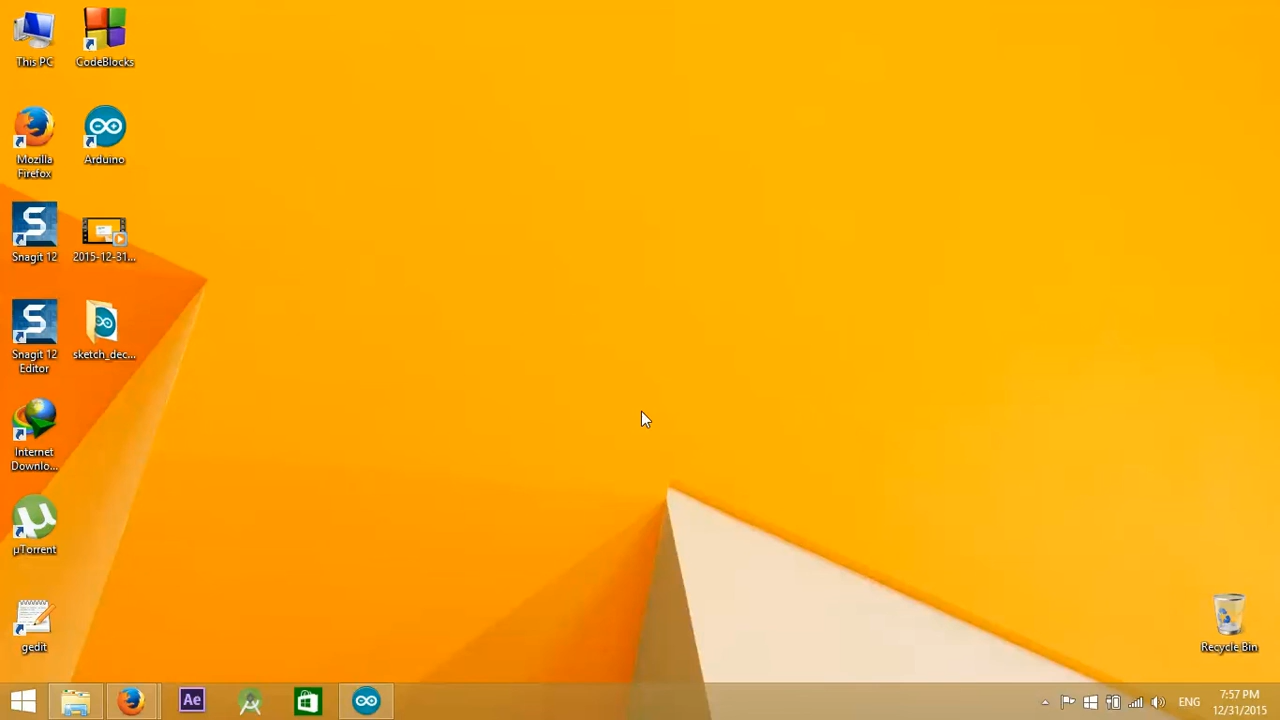 This PC
CodeBlocks
Mozilla
Firefox
Arduino
Snagit 12
2015-12-31...
Snagit 12
Editor
sketch_dec...
Internet
Downlo...
µTorrent
gedit
Recycle Bin
Ae
ENG
7:57 PM
12/31/2015